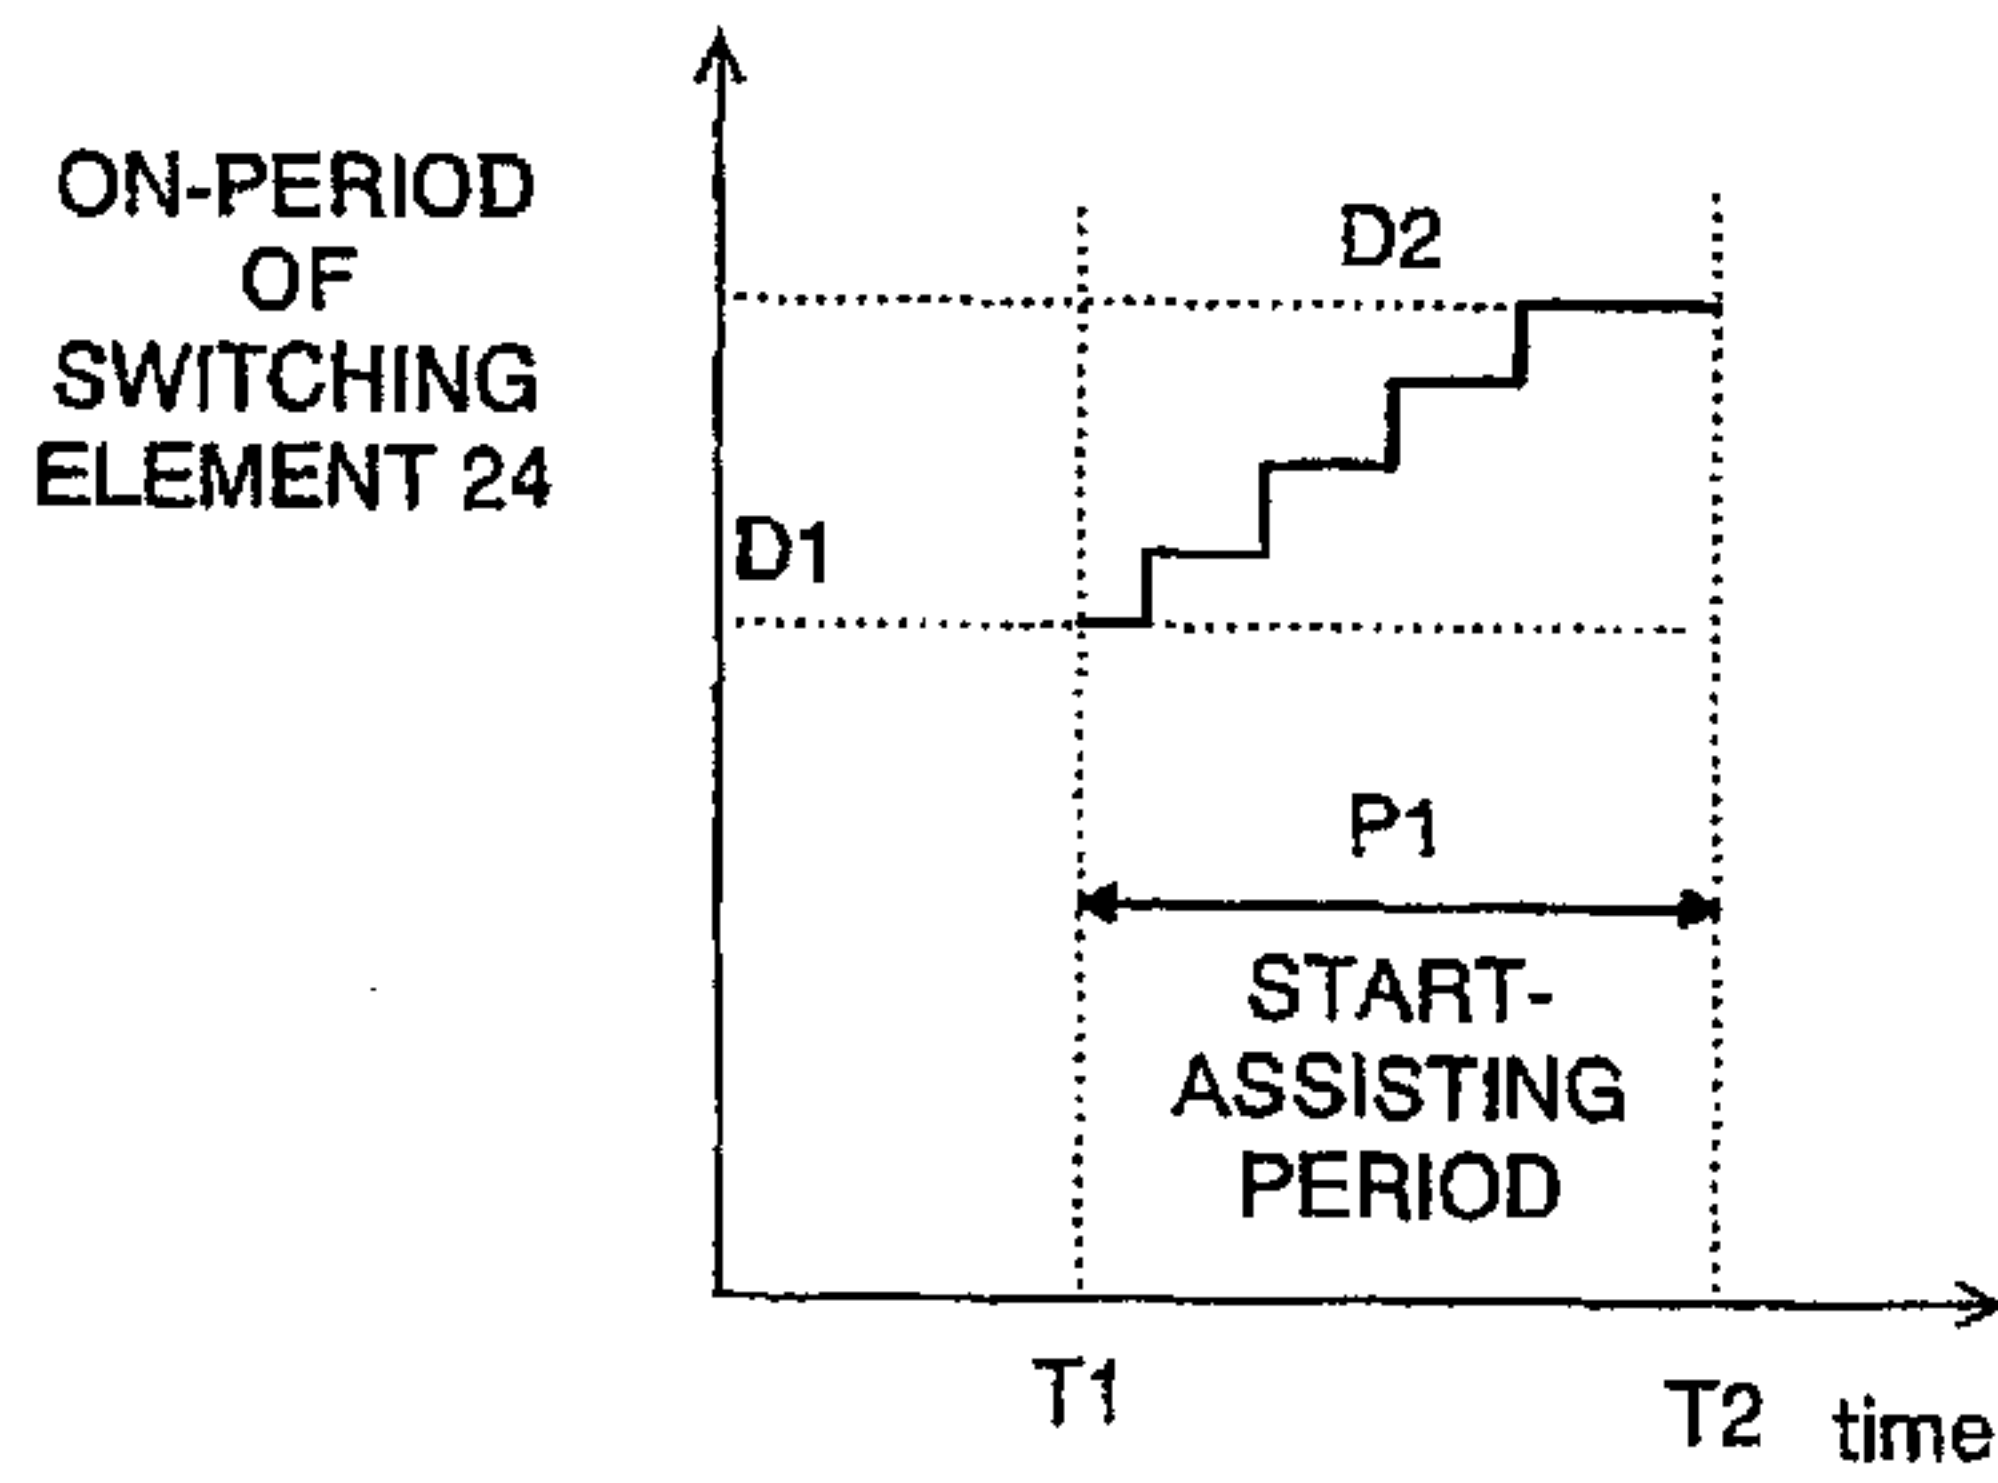 ON-PERIOD
OF
SWITCHING
ELEMENT 24
D2
D1
P1
START-
ASSISTING
PERIOD
T1
T2
time